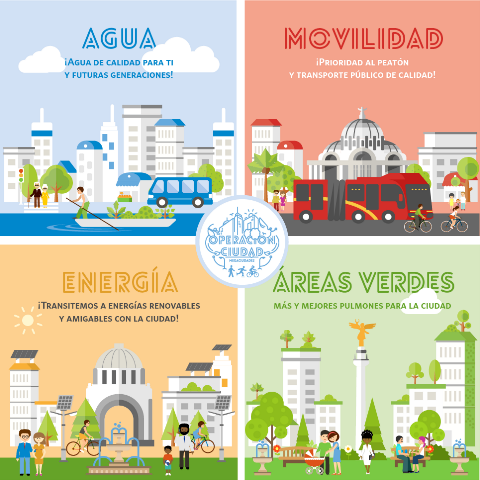 AGUA
¡AGUA DE CALIDAD PARA TI
Y FUTURAS GENERACIONES!
MOVILIDAD
¡PRIORIDAD AL PEATÓN
Y TRANSPORTE PÚBLICO DE CALIDAD!
OPERACIÓN
CIUDAD
ENERGÍA
¡TRANSITEMOS A ENERGÍAS RENOVABLES
Y AMIGABLES CON LA CIUDAD!
ÁREAS VERDES
MÁS Y MEJORES PULMONES PARA LA CIUDAD